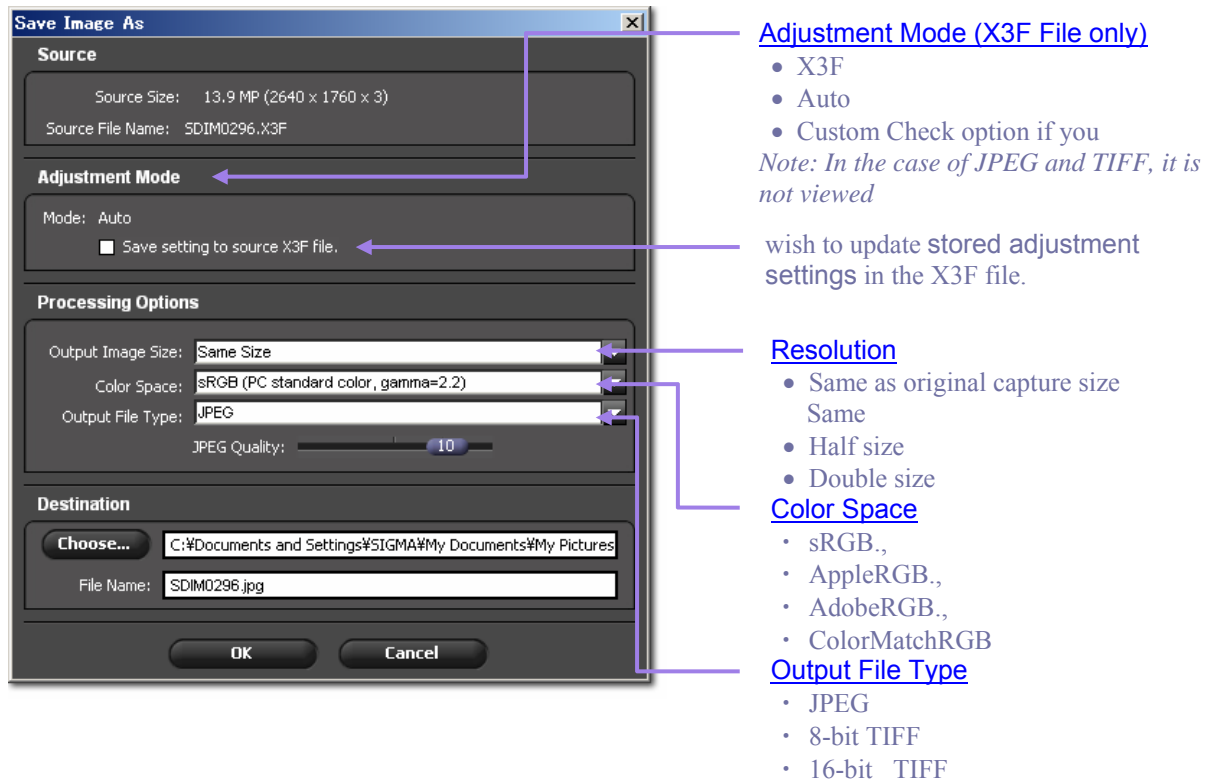 Save Image As
Source
Source Size: 13.9 MP (2640 x 1760 x 3)
Source File Name: SDIM0296.X3F
Adjustment Mode
Mode: Auto
Save setting to source X3F file.
Processing Options
Output Image Size: Same Size
Color Space: sRGB (PC standard color, gamma=2.2)
Output File Type: JPEG
JPEG Quality: 10
Destination
Choose... C:¥Documents and Settings¥SIGMA¥My Documents¥My Pictures
File Name: SDIM0296.jpg
OK Cancel
Adjustment Mode (X3F File only)
• X3F
• Auto
• Custom Check option if you
Note: In the case of JPEG and TIFF, it is
not viewed
wish to update stored adjustment
settings in the X3F file.
Resolution
• Same as original capture size
Same
• Half size
• Double size
Color Space
・ sRGB.,
・ AppleRGB.,
・ AdobeRGB.,
・ ColorMatchRGB
Output File Type
・ JPEG
・ 8-bit TIFF
・ 16-bit TIFF